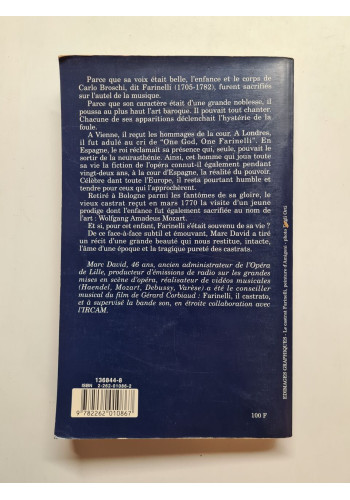 Parce que sa voix était belle, l'enfance et le corps de
Carlo Broschi, dit Farinelli (1705-1782), furent sacrifiés
sur l'autel de la musique.
Parce que son caractère était d'une grande noblesse, il
poussa au plus haut l'art baroque. Il pouvait tout chanter.
Chacune de ses apparitions déclenchait l'hystérie de la
foule.
A Vienne, il reçut les hommages de la cour. A Londres,
il fut adulé au cri de "One God, One Farinelli". En
Espagne, le roi réclamait sa présence qui, seule, pouvait le
sortir de la neurasthénie. Ainsi, cet homme qui joua toute
sa vie la fiction de l'opéra connut-il également pendant
vingt-deux ans, à la cour d'Espagne, la réalité du pouvoir.
Célèbre dans toute l'Europe, il resta pourtant humble et
tendre pour ceux qui l'approchèrent.
Retiré à Bologne parmi les fantômes de sa gloire, le
vieux castrat reçut en mars 1770 la visite d'un jeune
prodige dont l'enfance fut également sacrifiée au nom de
l'art : Wolfgang Amadeus Mozart.
Et si, pour cet enfant, Farinelli s'était souvenu de sa vie ?
De ce face-à-face subtil et émouvant, Marc David a tiré
un récit d'une grande beauté qui nous restitue, intacte,
l'âme d'une époque et la tragique pureté des castrats.
Marc David, 46 ans, ancien administrateur de l'Opéra
de Lille, producteur d'émissions de radio sur les grandes
mises en scène d'opéra, réalisateur de vidéos musicales
(Haendel, Mozart, Debussy, Varèse) a été le conseiller
musical du film de Gérard Corbiaud : Farinelli, il castrato,
et a supervisé la bande son, en étroite collaboration avec
l'IRCAM.
136844-8
ISBN 2-262-01086-2
9 782262 010867
100 F
EDIMAGES GRAPHIQUES - Le castrat Farinelli, peinture d'Amigoni - photo